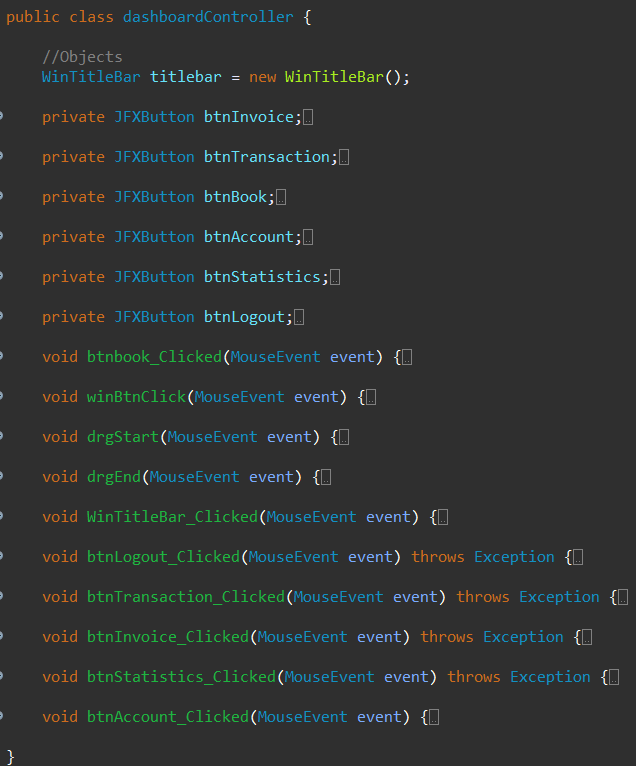 public class dashboardController {
//Objects
WinTitleBar titlebar = new WinTitleBar();
private JFXButton btnInvoice;
private JFXButton btnTransaction;
private JFXButton btnBook;
private JFXButton btnAccount;
private JFXButton btnStatistics;
private JFXButton btnLogout;
void btnbook_Clicked(MouseEvent event) {
void winBtnClick(MouseEvent event) {
void drgStart(MouseEvent event) {
void drgEnd(MouseEvent event) {
void WinTitleBar_Clicked(MouseEvent event) {
void btnLogout_Clicked(MouseEvent event) throws Exception {
void btnTransaction_Clicked(MouseEvent event) throws Exception {
void btnInvoice_Clicked(MouseEvent event) throws Exception {
void btnStatistics_Clicked(MouseEvent event) throws Exception {
void btnAccount_Clicked(MouseEvent event) {
}